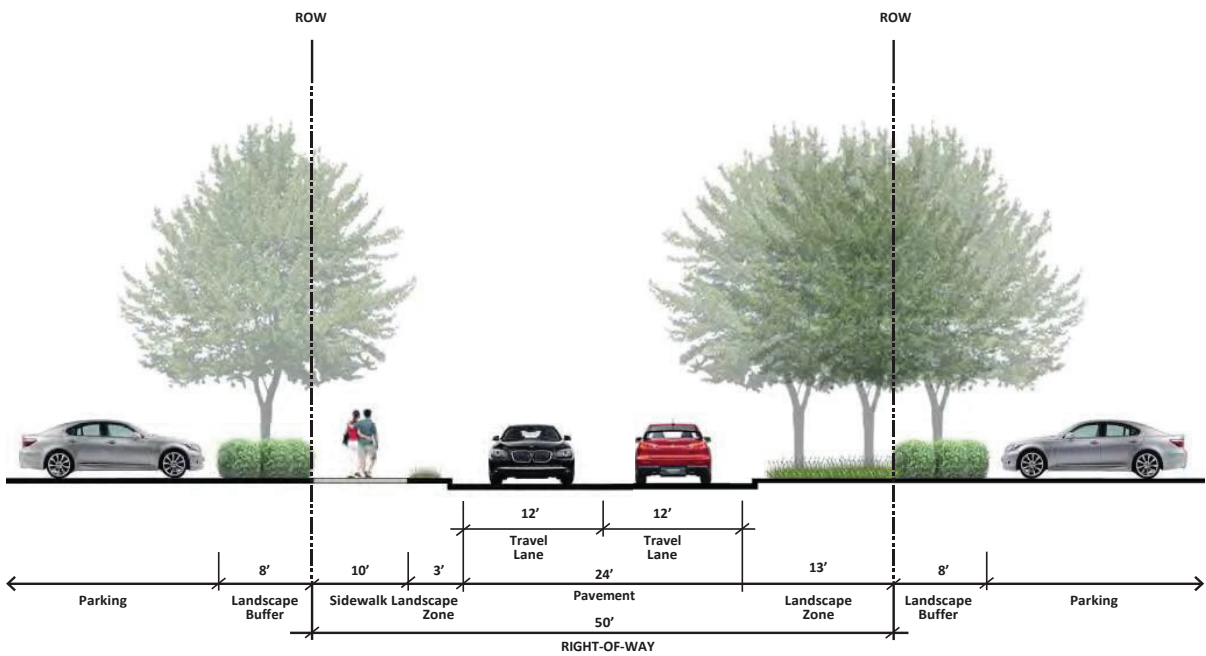 ROW
ROW
12’
12’
Travel
Lane
Travel
Lane
8’
10’
3’
24’
13’
8’
Parking
Landscape
Buffer
Sidewalk
Landscape
Zone
Pavement
Landscape
Zone
Landscape
Buffer
Parking
50’
RIGHT-OF-WAY